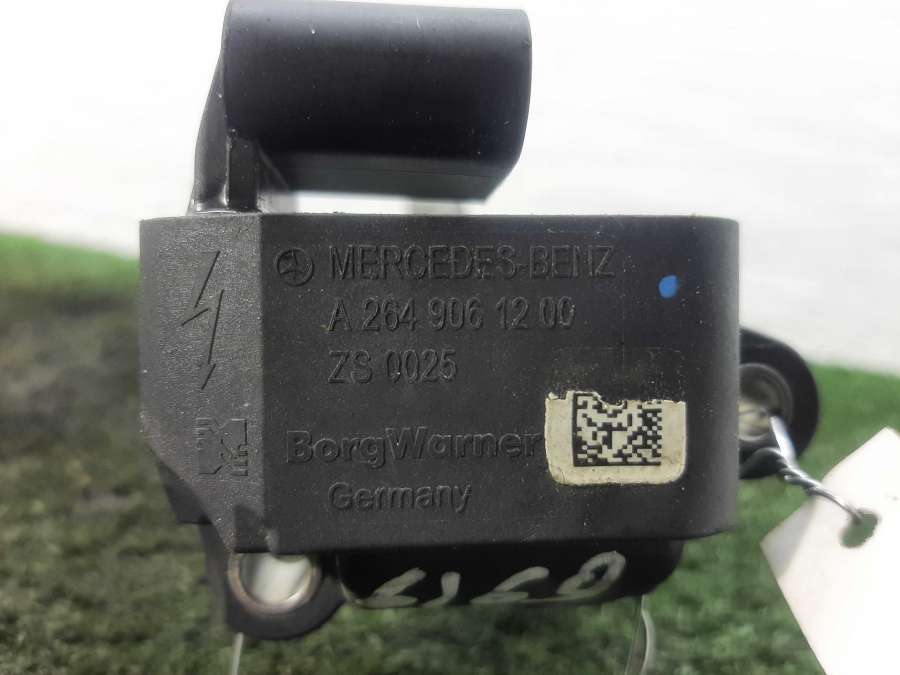 MERCEDES-BENZ
A 264 906 12 00
ZS 0025
BorgWarner
Germany